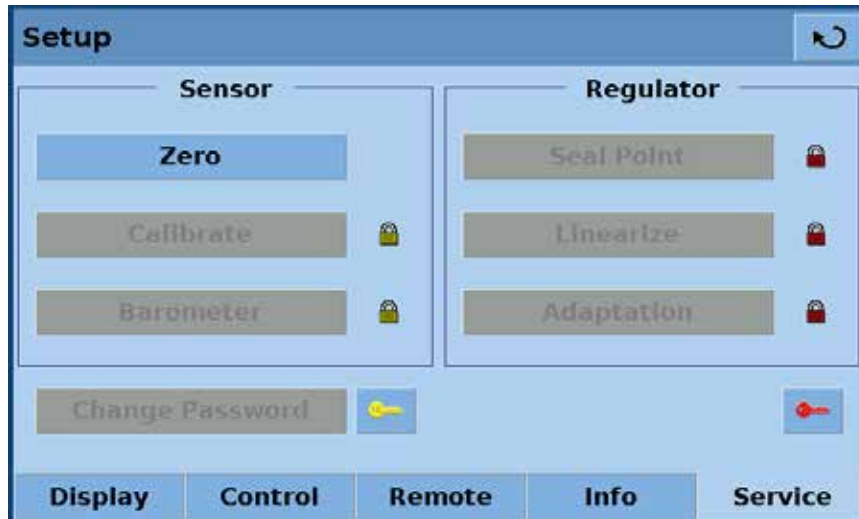 Setup
Sensor
Zero
Calibrate
Barometer
Change Password
Regulator
Seal Point
Linearize
Adaptation
Display
Control
Remote
Info
Service